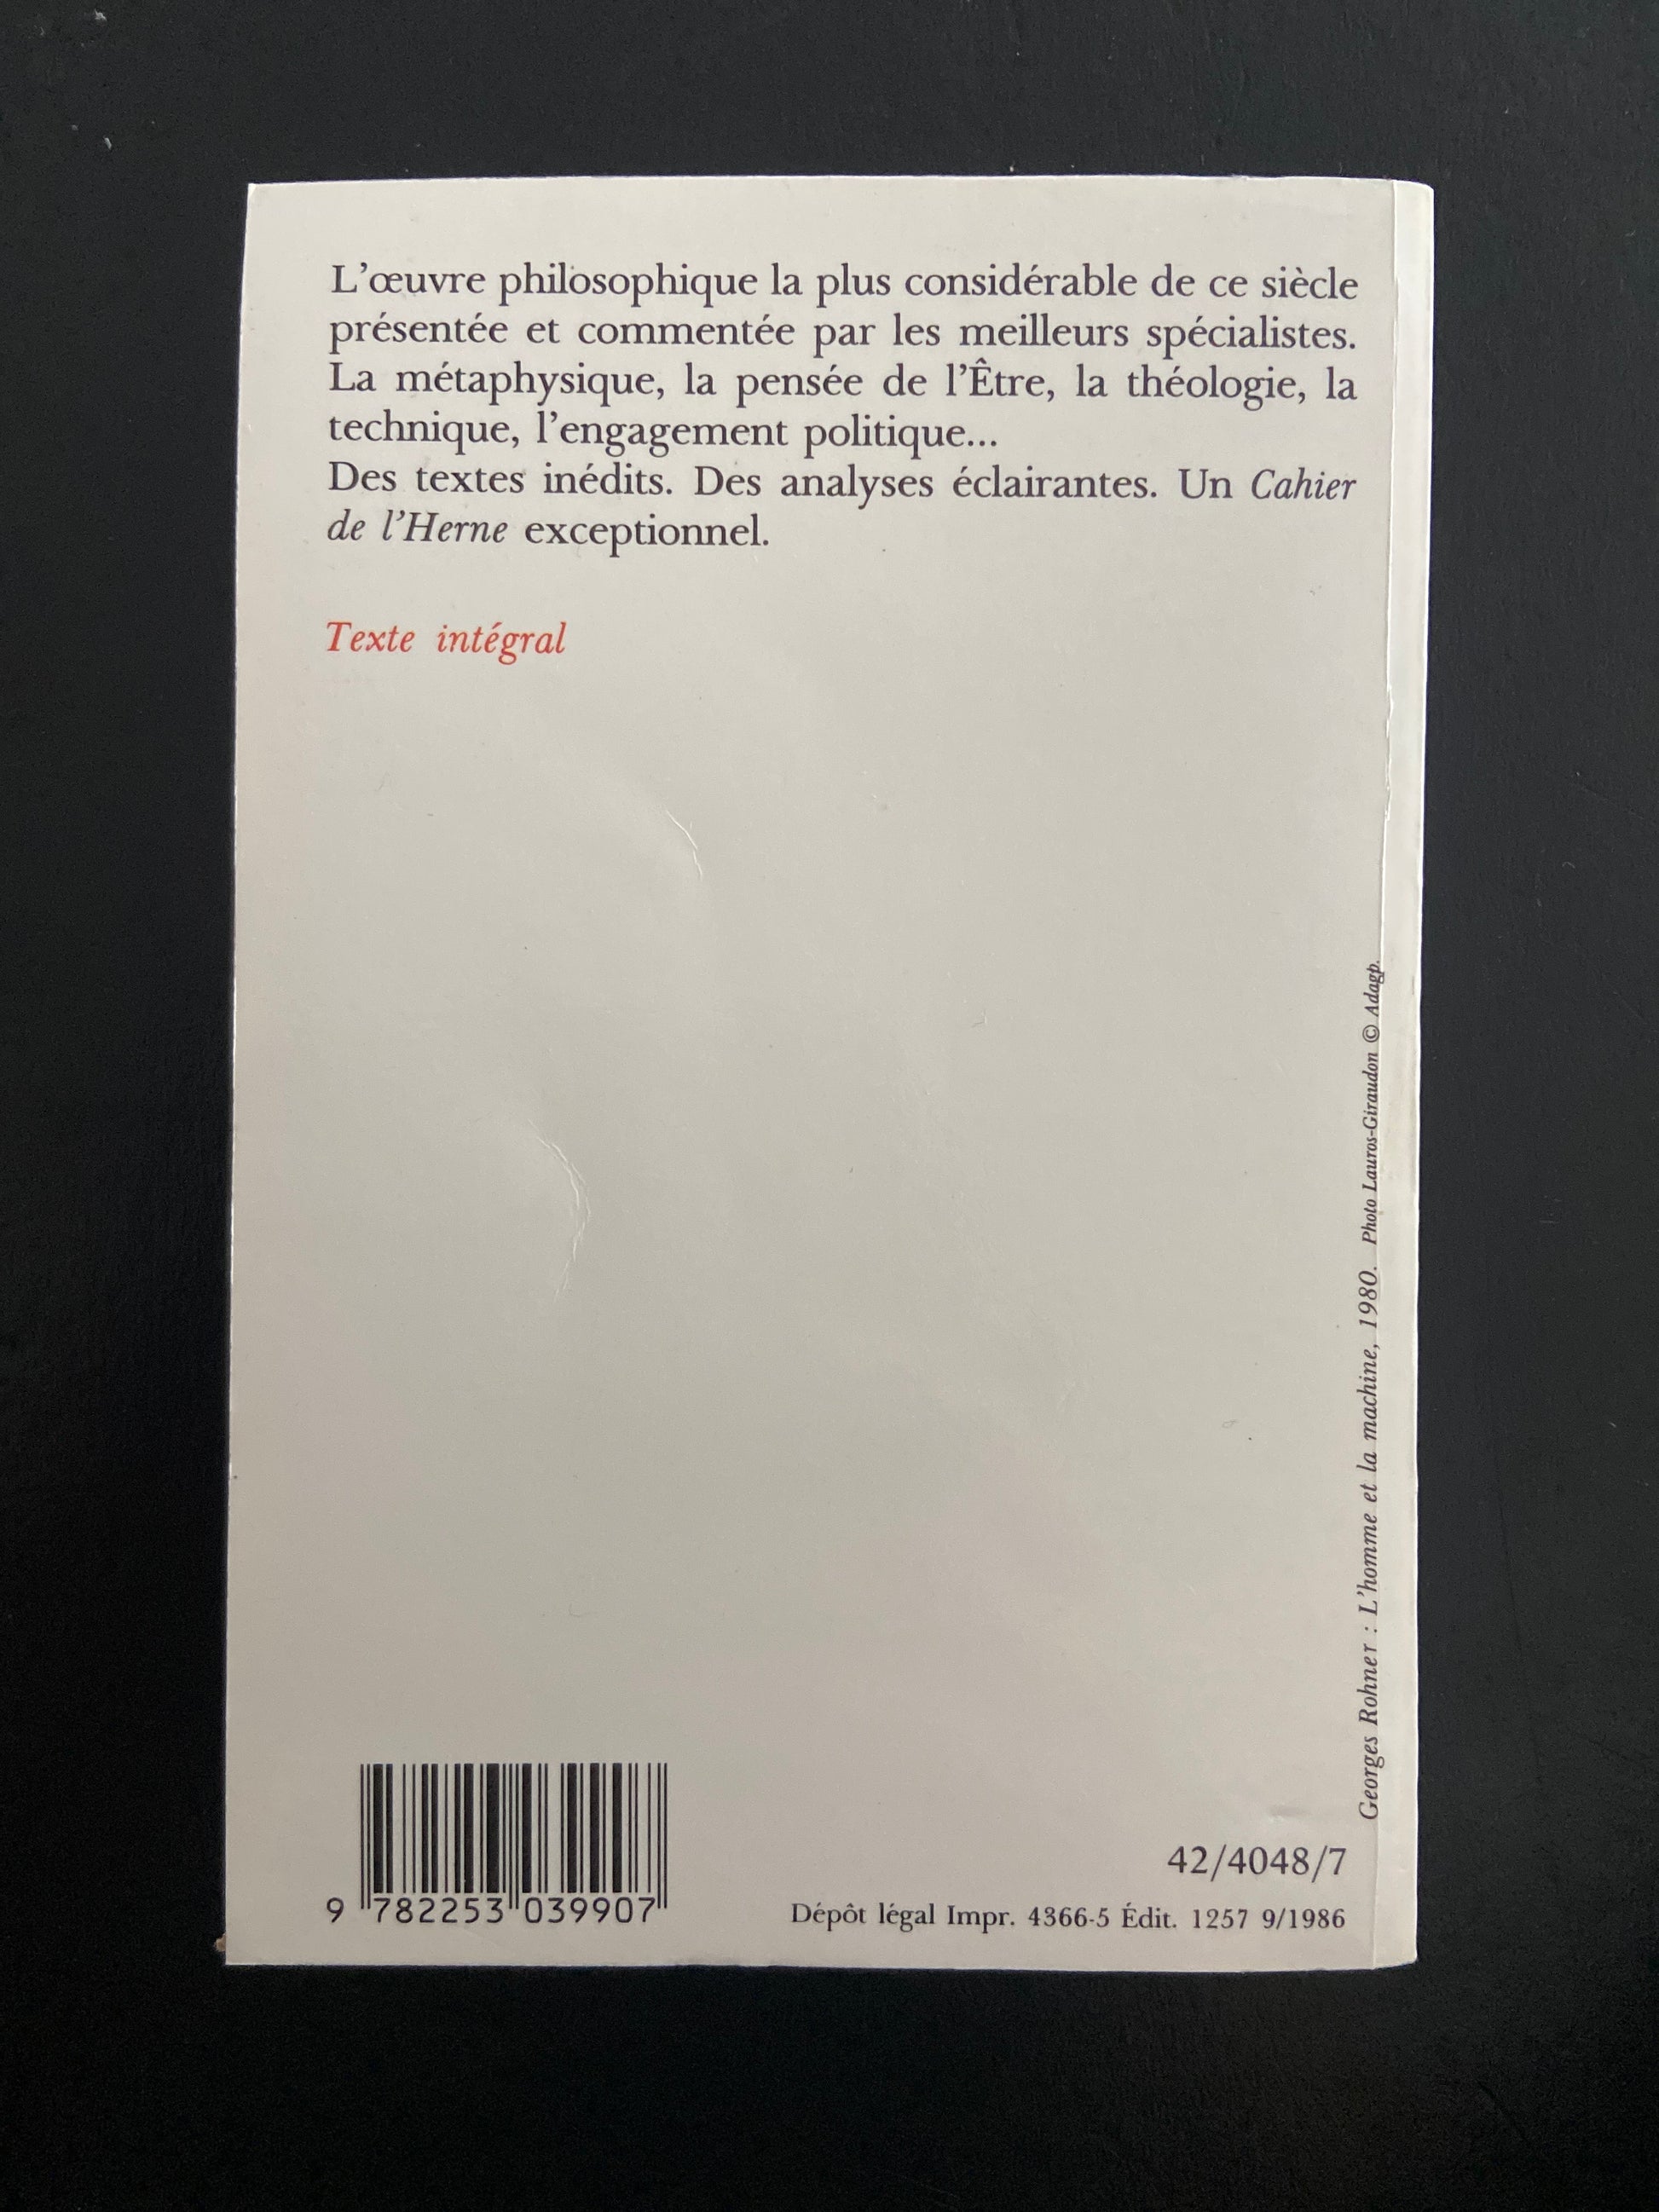 L'œuvre philosophique la plus considérable de ce siècle
présentée et commentée par les meilleurs spécialistes.
La métaphysique, la pensée de l'Être, la théologie, la
technique, l'engagement politique...
Des textes inédits. Des analyses éclairantes. Un Cahier
de l'Herne exceptionnel.
Texte intégral
Georges Rohner : L'homme et la machine, 1980. Photo Lauros-Giraudon © Adagp.
9 782253 039907
42/4048/7
Dépôt légal Impr. 4366-5 Édit. 1257 9/1986